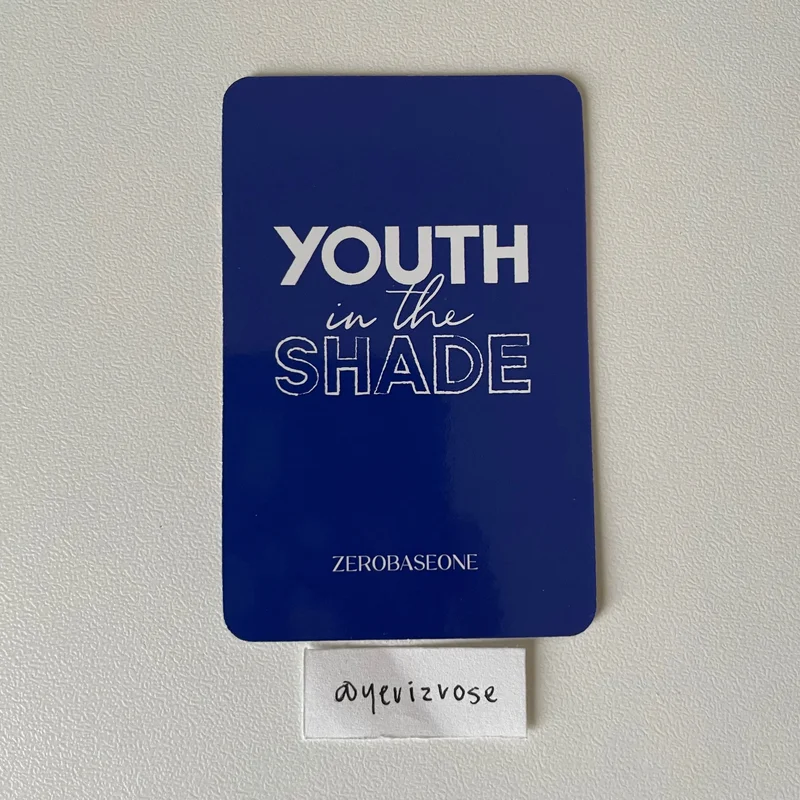 YOUTH
in the
SHADE
ZEROBASEONE
@yerizrose